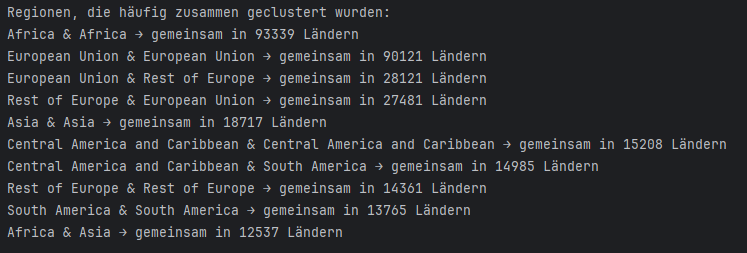 Regionen, die häufig zusammen geclustert wurden:
Africa & Africa → gemeinsam in 93339 Ländern
European Union & European Union → gemeinsam in 90121 Ländern
European Union & Rest of Europe → gemeinsam in 28121 Ländern
Rest of Europe & European Union → gemeinsam in 27481 Ländern
Asia & Asia → gemeinsam in 18717 Ländern
Central America and Caribbean & Central America and Caribbean → gemeinsam in 15208 Ländern
Central America and Caribbean & South America → gemeinsam in 14985 Ländern
Rest of Europe & Rest of Europe → gemeinsam in 14361 Ländern
South America & South America → gemeinsam in 13765 Ländern
Africa & Asia → gemeinsam in 12537 Ländern